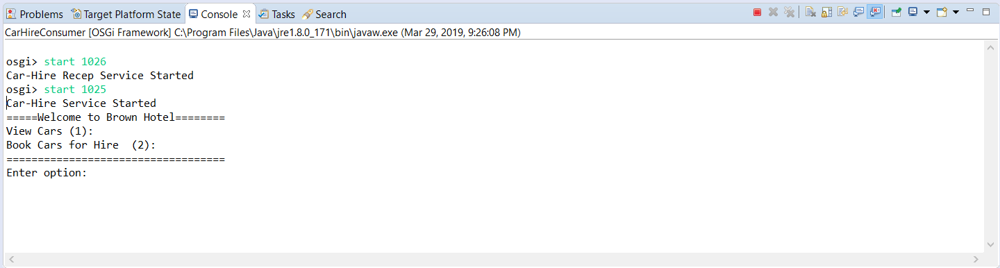 Problems Target Platform State Console Tasks Search
CarHireConsumer [OSGi Framework] C:\Program Files\Java\jre1.8.0_171\bin\javaw.exe (Mar 29, 2019, 9:26:08 PM)
osgi> start 1026
Car-Hire Recep Service Started
osgi> start 1025
Car-Hire Service Started
=====Welcome to Brown Hotel========
View Cars (1):
Book Cars for Hire  (2):
===================================
Enter option: